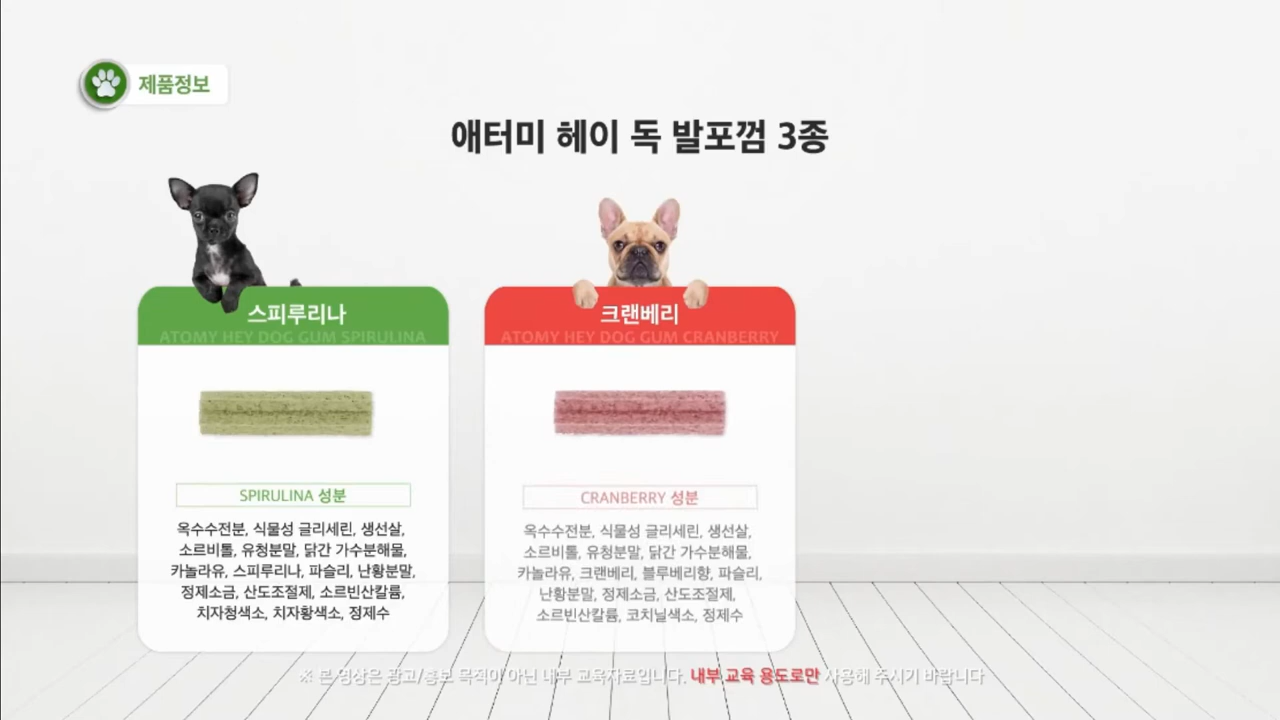 제품정보
애터미 헤이 독 발포껌 3종
스피루리나
ATOMY HEY DOG GUM SPIRULINA
SPIRULINA 성분
옥수수전분, 식물성 글리세린, 생선살,
소르비톨, 유청분말, 닭간 가수분해물,
카놀라유, 스피루리나, 파슬리, 난황분말,
정제소금, 산도조절제, 소르빈산칼륨,
치자청색소, 치자황색소, 정제수
크랜베리
ATOMY HEY DOG GUM CRANBERRY
CRANBERRY 성분
옥수수전분, 식물성 글리세린, 생선살,
소르비톨, 유청분말, 닭간 가수분해물,
카놀라유, 크랜베리, 블루베리향, 파슬리,
난황분말, 정제소금, 산도조절제,
소르빈산칼륨, 코치닐색소, 정제수
※ 본 영상은 광고/홍보 목적이 아닌 내부 교육자료입니다. 내부 교육 용도로만 사용해 주시기 바랍니다